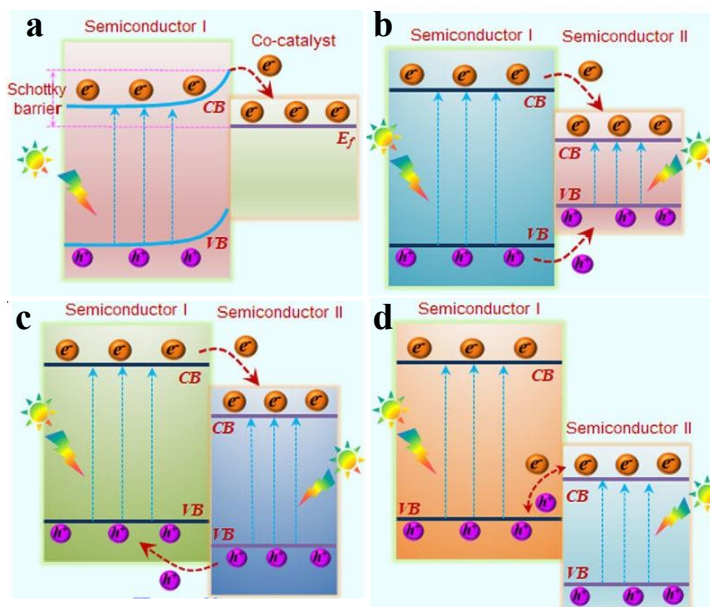 a
Semiconductor I
Co-catalyst
e⁻
e⁻ e⁻ e⁻
Schottky
barrier
CB
e⁻ e⁻ e⁻
E_f
VB
h⁺ h⁺ h⁺
b
Semiconductor I
Semiconductor II
e⁻ e⁻ e⁻
e⁻
CB
e⁻ e⁻ e⁻
CB
VB
h⁺ h⁺ h⁺
VB
h⁺ h⁺ h⁺
h⁺
c
Semiconductor I
Semiconductor II
e⁻ e⁻ e⁻
e⁻
CB
e⁻ e⁻ e⁻
CB
VB
h⁺ h⁺ h⁺
VB
h⁺ h⁺ h⁺
h⁺
d
Semiconductor I
e⁻ e⁻ e⁻
CB
Semiconductor II
e⁻
e⁻ e⁻ e⁻
CB
h⁺
VB
h⁺ h⁺ h⁺
VB
h⁺ h⁺ h⁺